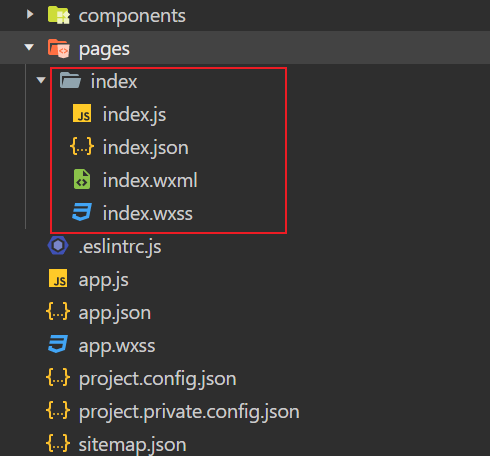 components
pages
index
JS index.js
{..} index.json
index.wxml
index.wxss
.eslintrc.js
JS app.js
{..} app.json
app.wxss
{..} project.config.json
{..} project.private.config.json
{..} sitemap.json